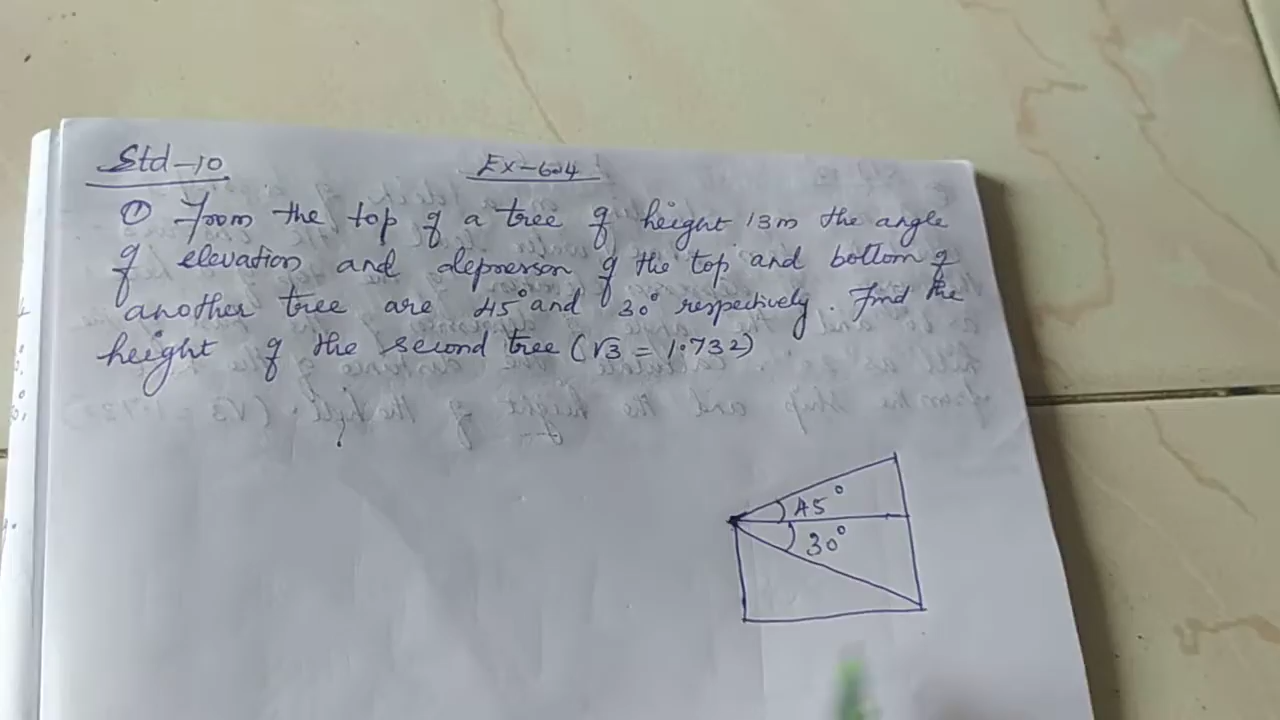 Std-10
Ex-6.4
① From the top of a tree of height 13m the angle
of elevation and depresson of the top and bottom of
another tree are 45° and 30° respectively. Find the
height of the second tree (√3 = 1.732)
45°
30°